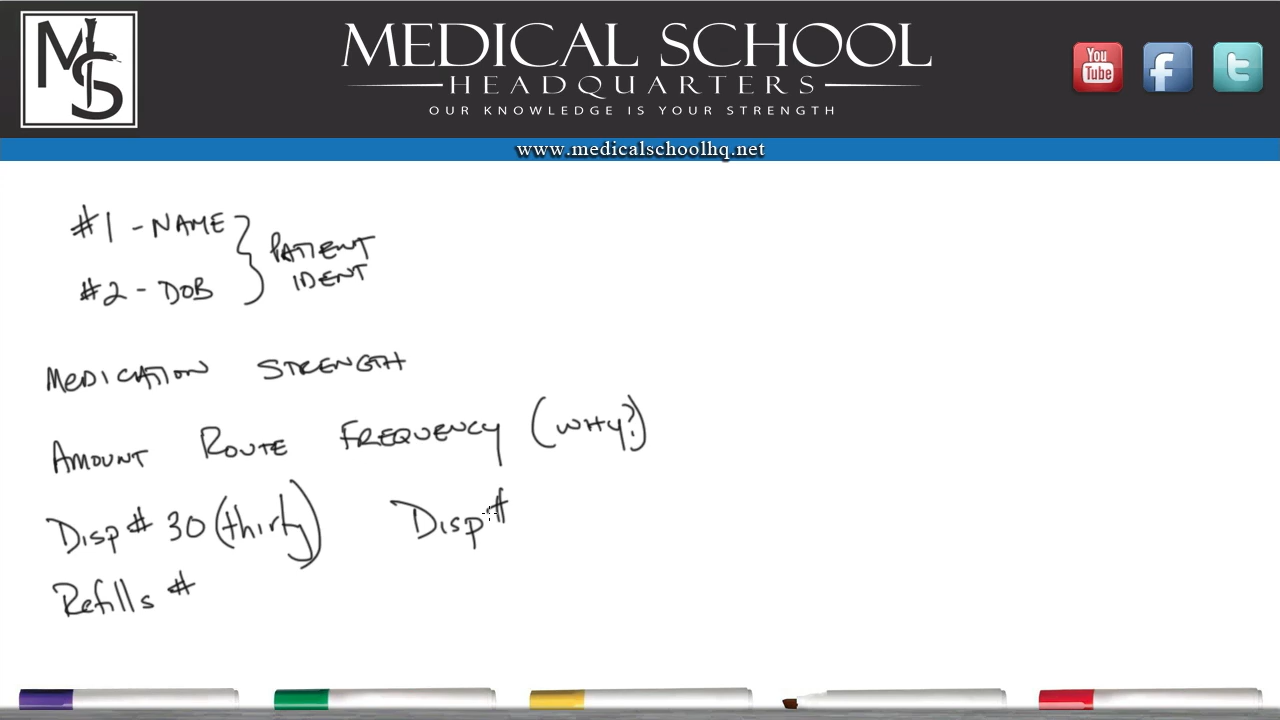 MS
MEDICAL SCHOOL
HEADQUARTERS
OUR KNOWLEDGE IS YOUR STRENGTH
You Tube f t
www.medicalschoolhq.net
#1 - NAME
#2 - DOB
PATIENT
IDENT
MEDICATION STRENGTH
AMOUNT ROUTE FREQUENCY (WHY?)
Disp # 30 (thirty) Disp #
Refills #